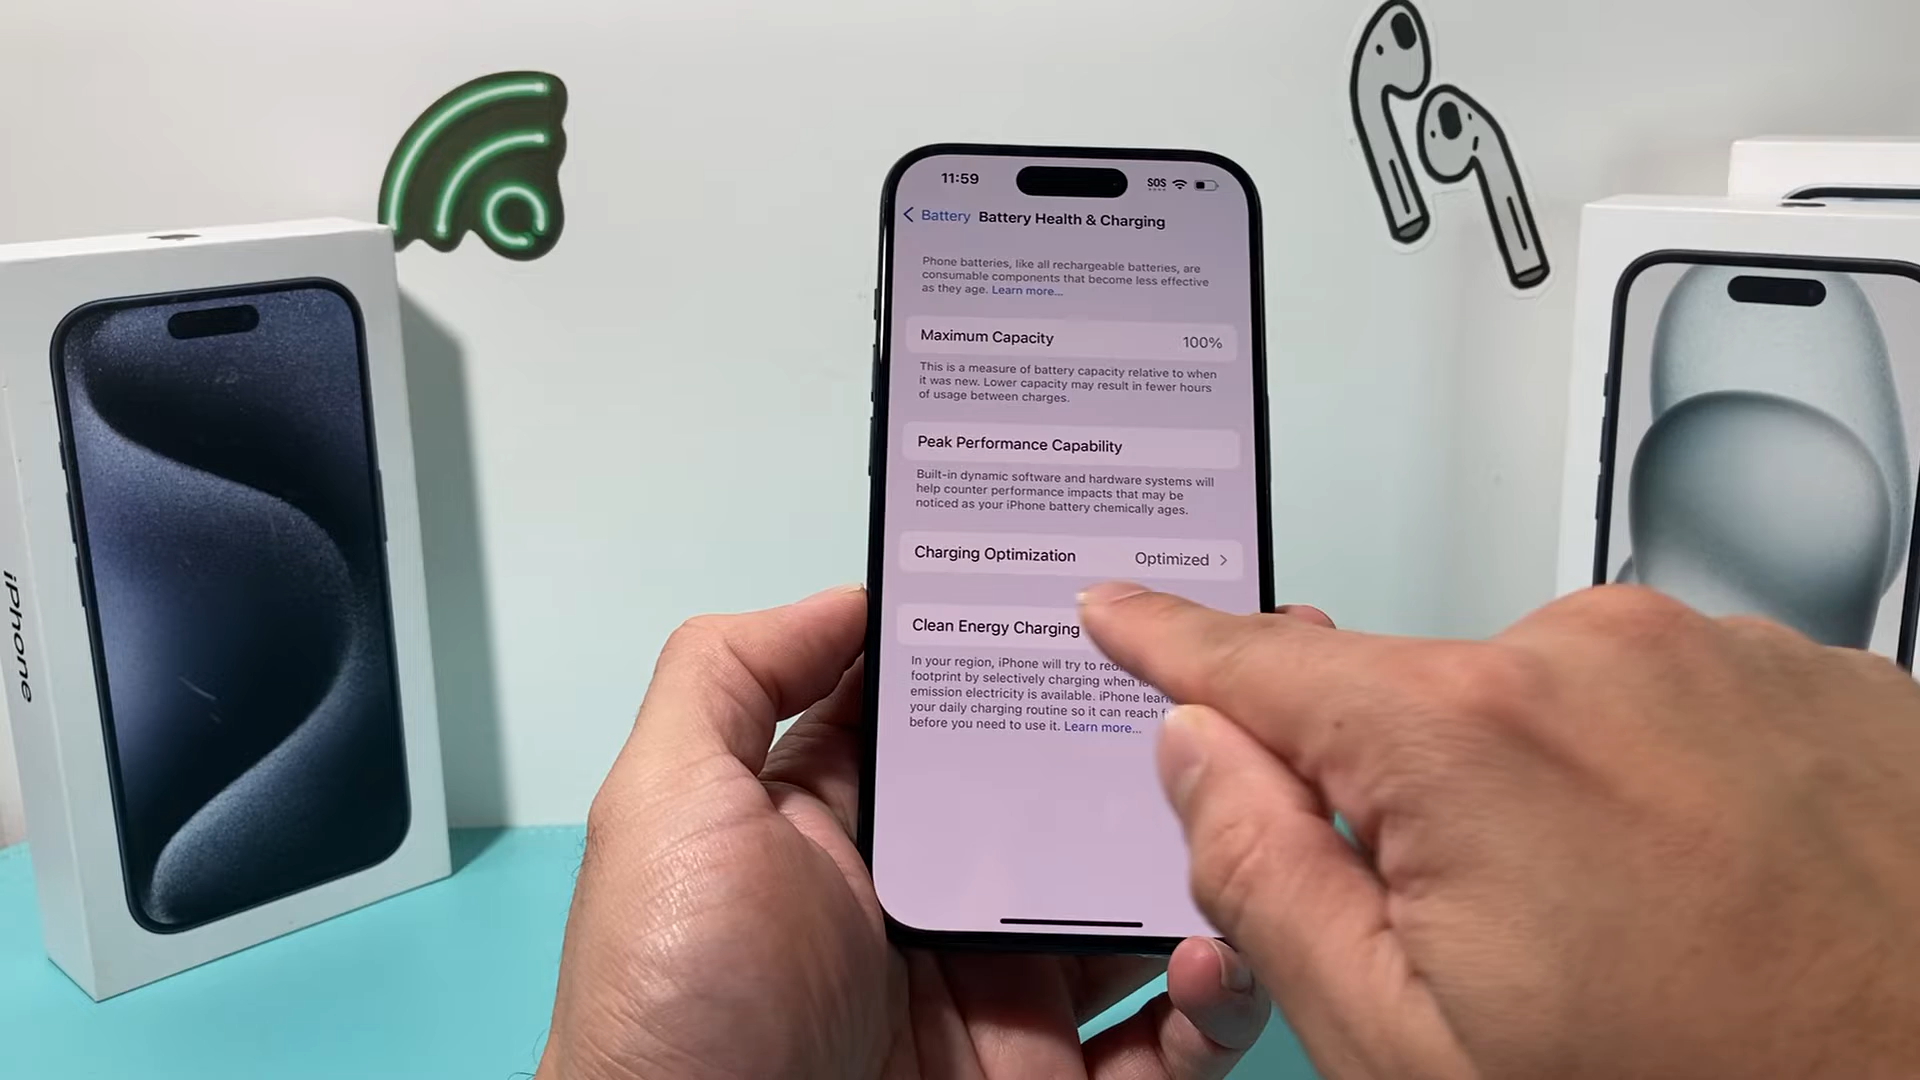 11:59
SOS
Battery
Battery Health & Charging
Phone batteries, like all rechargeable batteries, are
consumable components that become less effective
as they age. Learn more...
Maximum Capacity
100%
This is a measure of battery capacity relative to when
it was new. Lower capacity may result in fewer hours
of usage between charges.
Peak Performance Capability
Built-in dynamic software and hardware systems will
help counter performance impacts that may be
noticed as your iPhone battery chemically ages.
Charging Optimization
Optimized
Clean Energy Charging
In your region, iPhone will try to
footprint by selectively charging when
emission electricity is available. iPhone
your daily charging routine so it can reach
before you need to use it. Learn more...
iPhone